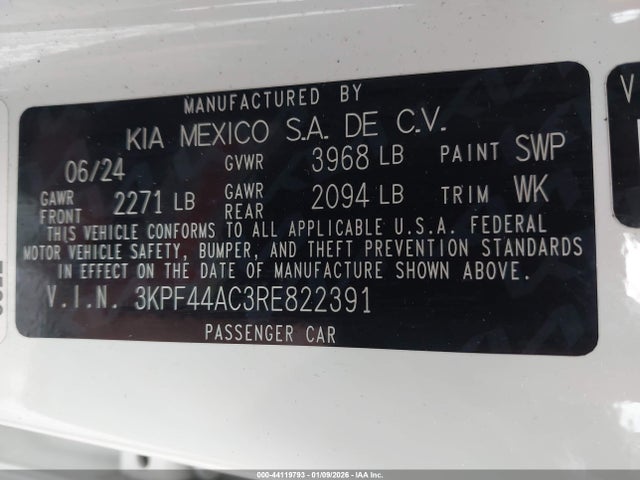 MANUFACTURED BY
KIA MEXICO S.A. DE C.V.
06/24 GVWR 3968 LB PAINT SWP
GAWR FRONT 2271 LB GAWR REAR 2094 LB TRIM WK
THIS VEHICLE CONFORMS TO ALL APPLICABLE U.S.A. FEDERAL
MOTOR VEHICLE SAFETY, BUMPER, AND THEFT PREVENTION STANDARDS
IN EFFECT ON THE DATE OF MANUFACTURE SHOWN ABOVE.
V.I.N. 3KPF44AC3RE822391
PASSENGER CAR
V
000-44119793 - 01/09/2026 - IAA Inc.